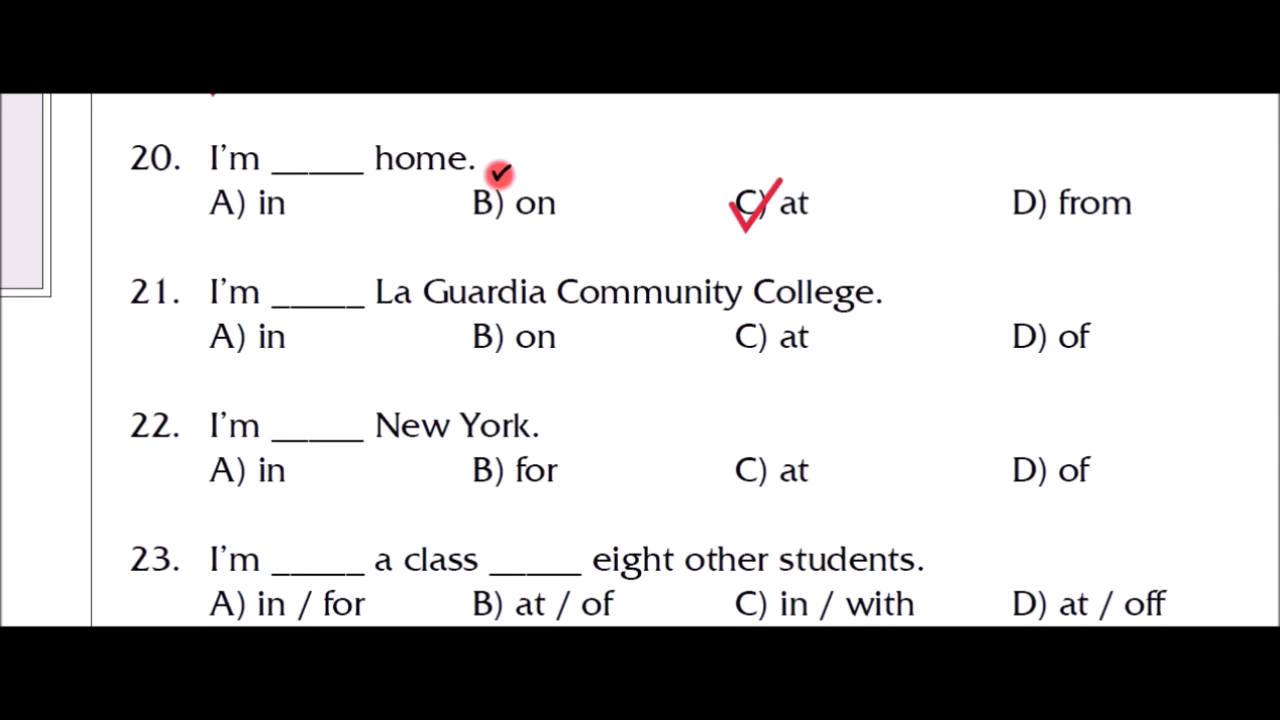 20. I'm _____ home.
A) in B) on C) at D) from
21. I'm _____ La Guardia Community College.
A) in B) on C) at D) of
22. I'm _____ New York.
A) in B) for C) at D) of
23. I'm _____ a class _____ eight other students.
A) in / for B) at / of C) in / with D) at / off